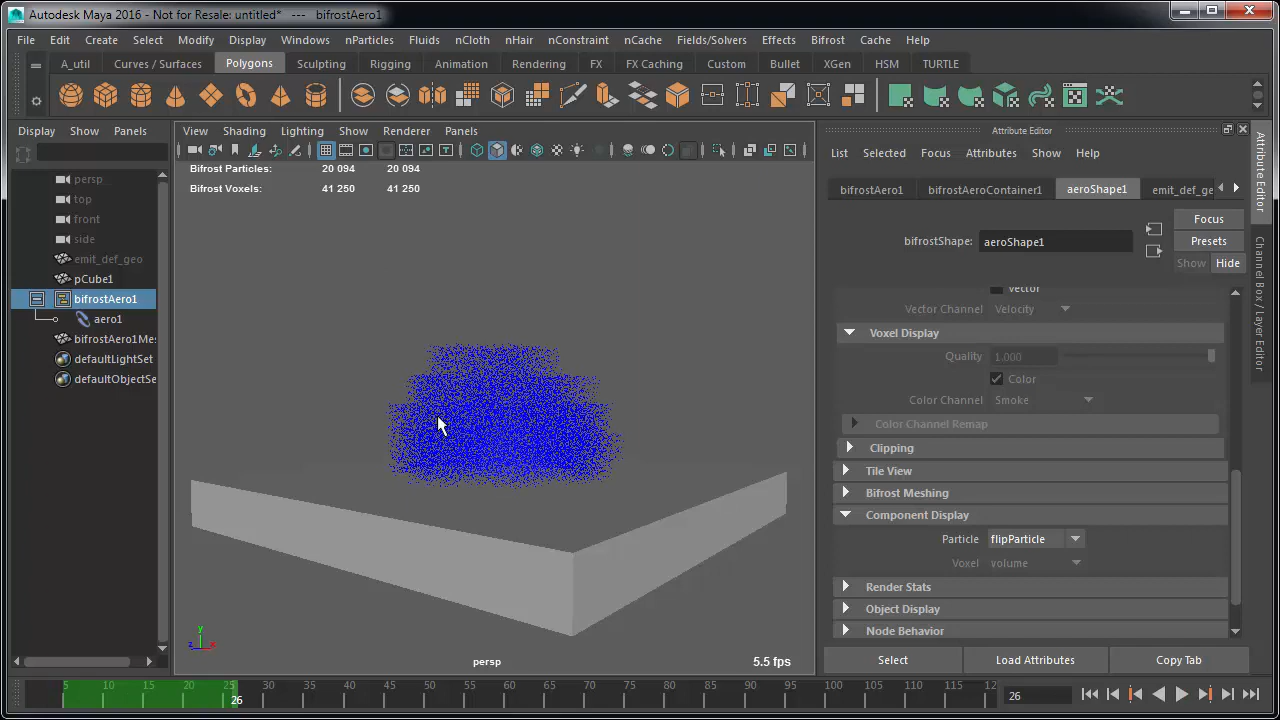 Autodesk Maya 2016 - Not for Resale: untitled*   ---   bifrostAero1
File Edit Create Select Modify Display Windows nParticles Fluids nCloth nHair nConstraint nCache Fields/Solvers Effects Bifrost Cache Help
A_util Curves / Surfaces Polygons Sculpting Rigging Animation Rendering FX FX Caching Custom Bullet XGen HSM TURTLE
Display Show Panels
View Shading Lighting Show Renderer Panels
Attribute Editor
List Selected Focus Attributes Show Help
Bifrost Particles: 20 094 20 094
Bifrost Voxels: 41 250 41 250
persp
top
front
side
emit_def_geo
pCube1
bifrostAero1
aero1
bifrostAero1Mes
defaultLightSet
defaultObjectSe
y
z
x
persp
5.5 fps
bifrostAero1 bifrostAeroContainer1 aeroShape1 emit_def_ge
Focus
bifrostShape: aeroShape1
Presets
Show Hide
Vector
Vector Channel Velocity
Voxel Display
Quality 1.000
Color
Color Channel Smoke
Color Channel Remap
Clipping
Tile View
Bifrost Meshing
Component Display
Particle flipParticle
Voxel volume
Render Stats
Object Display
Node Behavior
Select Load Attributes Copy Tab
Attribute Editor
Channel Box / Layer Editor
5 10 15 20 25 30 35 40 45 50 55 60 65 70 75 80 85 90 95 100 105 110 115 12
26
26